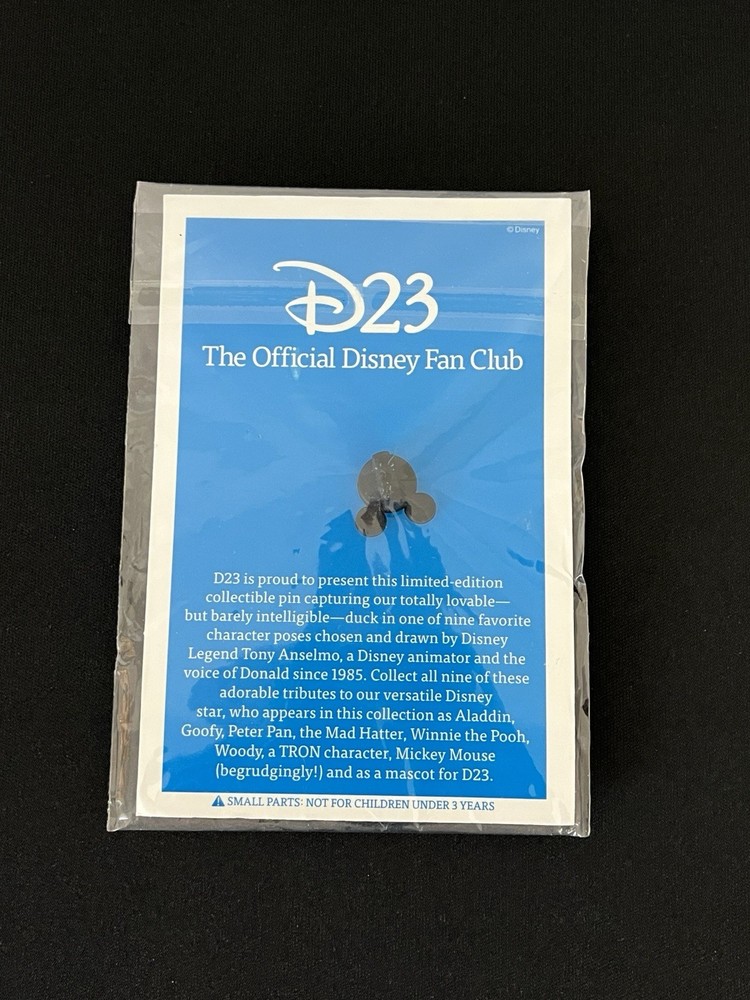 © Disney
D23
The Official Disney Fan Club
D23 is proud to present this limited-edition
collectible pin capturing our totally lovable—
but barely intelligible—duck in one of nine favorite
character poses chosen and drawn by Disney
Legend Tony Anselmo, a Disney animator and the
voice of Donald since 1985. Collect all nine of these
adorable tributes to our versatile Disney
star, who appears in this collection as Aladdin,
Goofy, Peter Pan, the Mad Hatter, Winnie the Pooh,
Woody, a TRON character, Mickey Mouse
(begrudgingly!) and as a mascot for D23.
⚠ SMALL PARTS: NOT FOR CHILDREN UNDER 3 YEARS